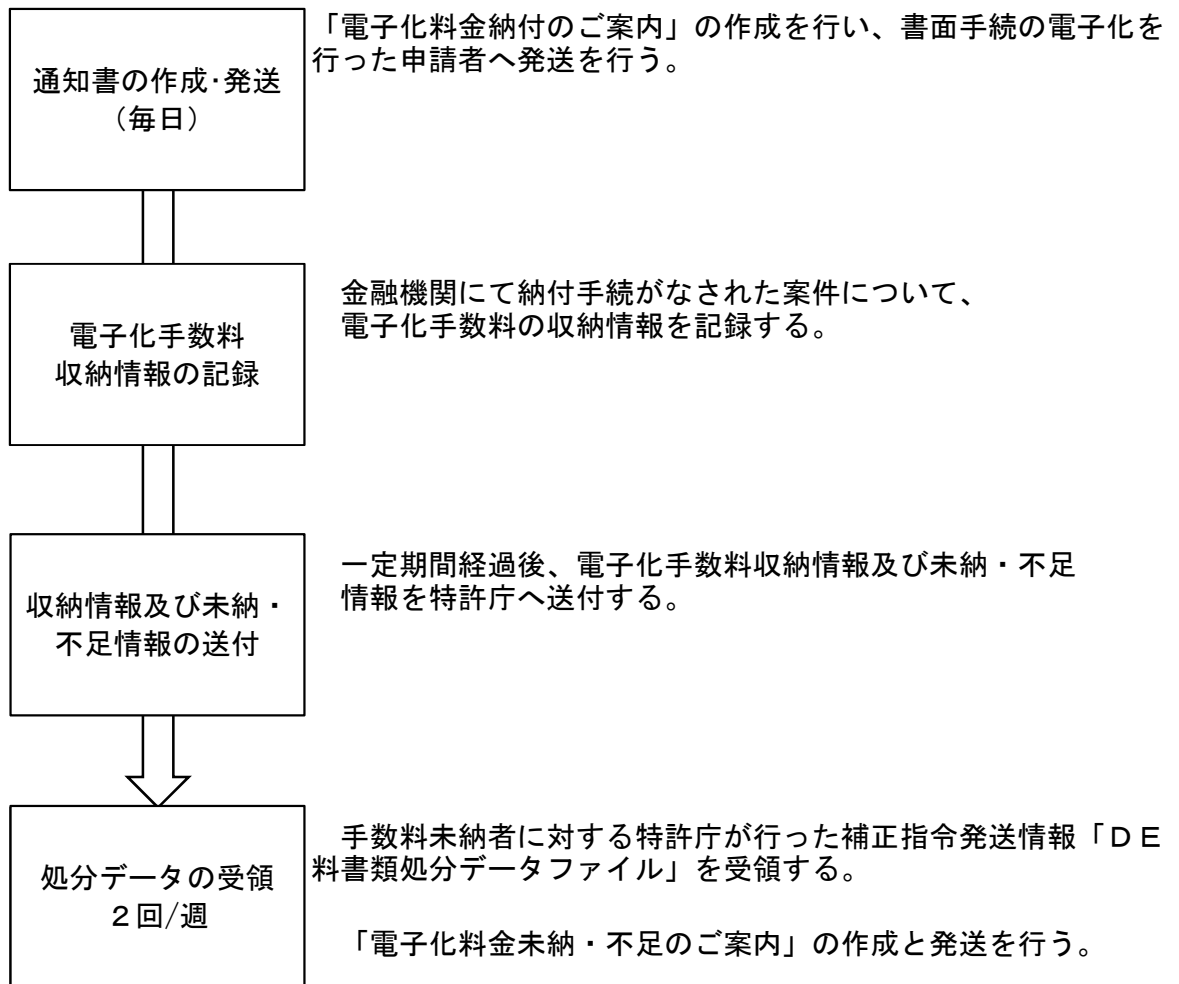 「電子化料金納付のご案内」の作成を行い、書面手続の電子化を
行った申請者へ発送を行う。
通知書の作成・発送
（毎日）
金融機関にて納付手続がなされた案件について、
電子化手数料の収納情報を記録する。
電子化手数料
収納情報の記録
一定期間経過後、電子化手数料収納情報及び未納・不足
情報を特許庁へ送付する。
収納情報及び未納・
不足情報の送付
手数料未納者に対する特許庁が行った補正指令発送情報「ＤＥ
料書類処分データファイル」を受領する。
処分データの受領
２回/週
「電子化料金未納・不足のご案内」の作成と発送を行う。